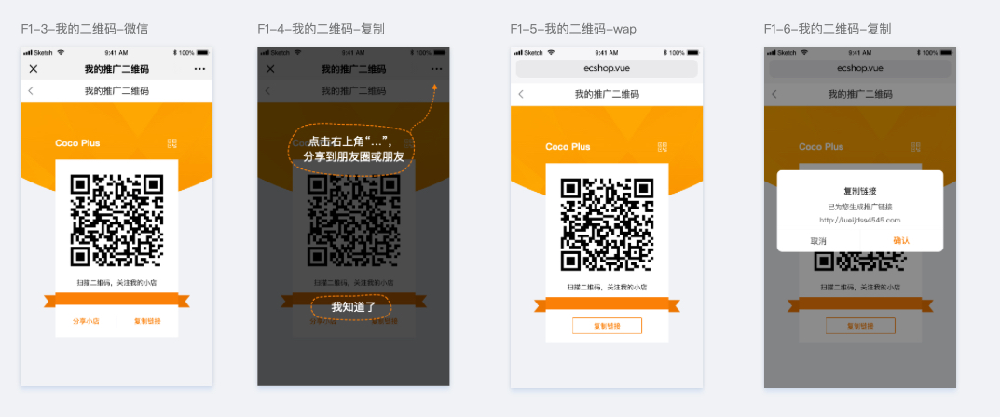 F1-3-我的二维码-微信
Sketch 9:41 AM 100%
我的推广二维码
我的推广二维码
Coco Plus
扫描二维码，关注我的小店
分享小店 复制链接
F1-4-我的二维码-复制
Sketch 9:41 AM 100%
我的推广二维码
我的推广二维码
点击右上角“...”，
分享到朋友圈或朋友
扫描二维码，关注我的小店
我知道了
分享小店 复制链接
F1-5-我的二维码-wap
Sketch 9:41 AM 100%
ecshop.vue
我的推广二维码
Coco Plus
扫描二维码，关注我的小店
复制链接
F1-6-我的二维码-复制
Sketch 9:41 AM 100%
ecshop.vue
我的推广二维码
Coco Plus
复制链接
已为您生成推广链接
取消 确认
扫描二维码，关注我的小店
复制链接